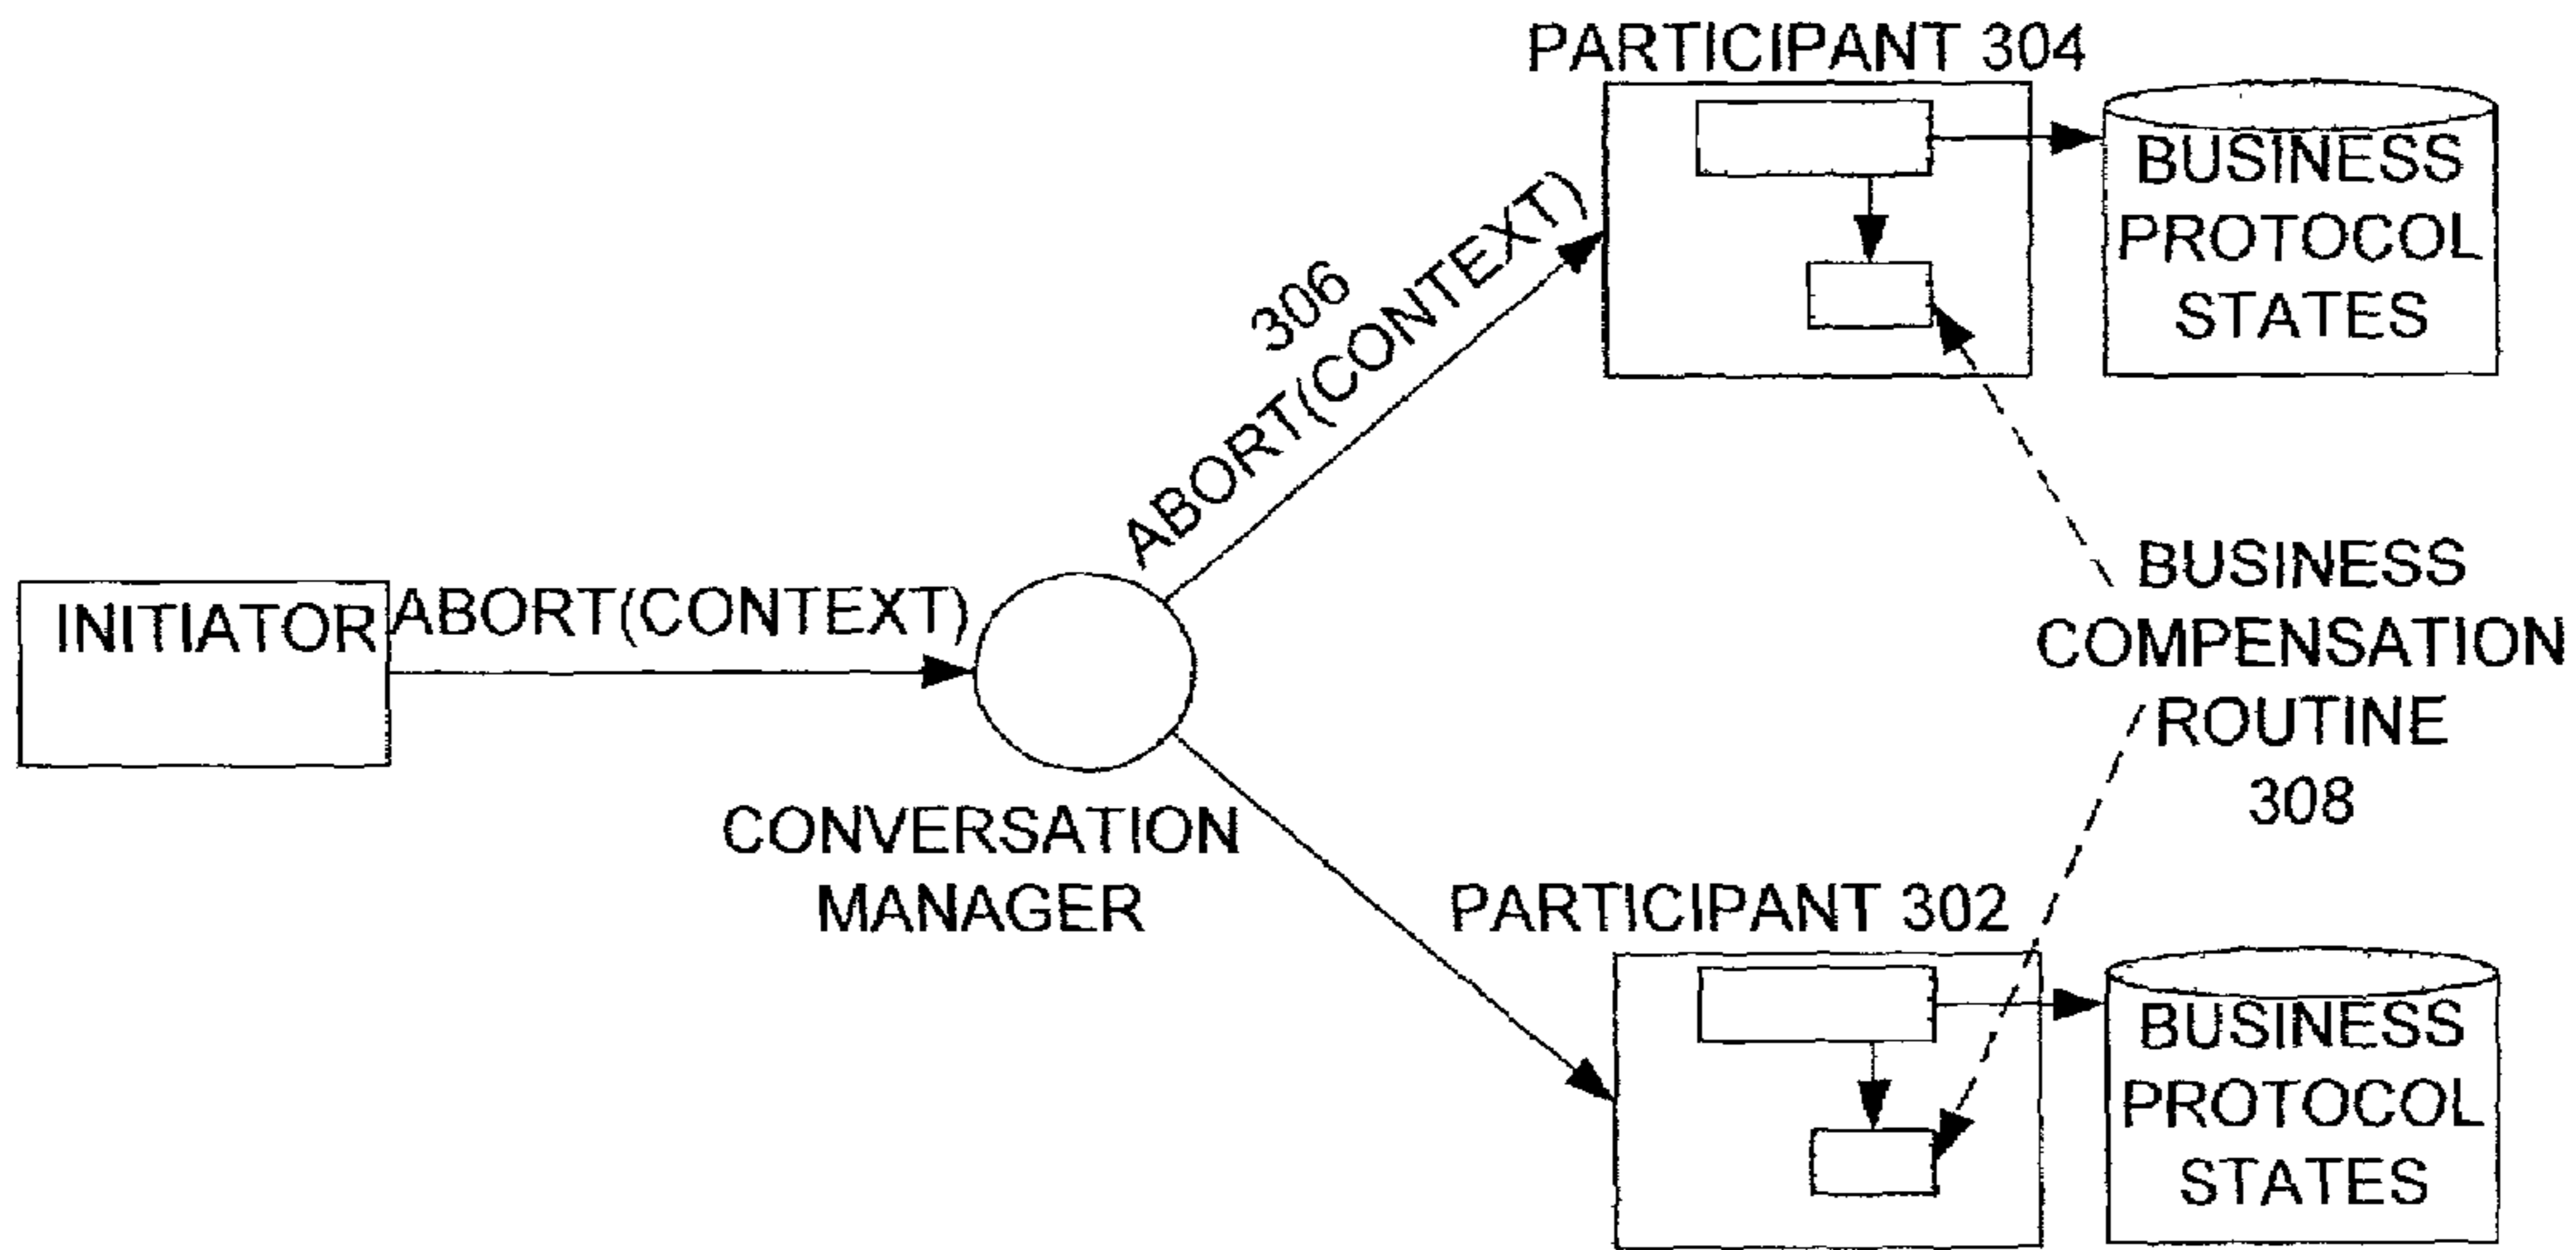 PARTICIPANT 304
BUSINESS
PROTOCOL
STATES
306
ABORT(CONTEXT)
INITIATOR
ABORT(CONTEXT)
CONVERSATION
MANAGER
BUSINESS
COMPENSATION
ROUTINE
308
PARTICIPANT 302
BUSINESS
PROTOCOL
STATES